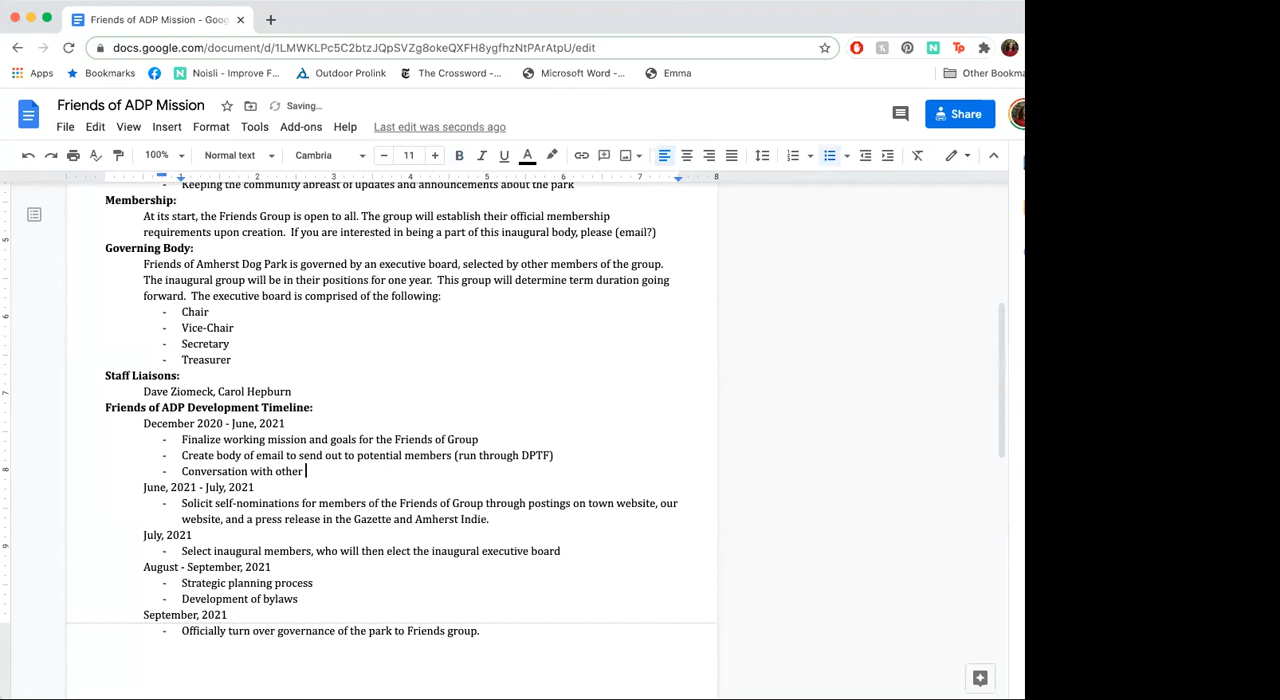 Friends of ADP Mission - Goog
docs.google.com/document/d/1LMWKLPc5C2btzJQpSVZg8okeQXFH8ygfhzNtPArAtpU/edit
Apps Bookmarks Noisli - Improve F... Outdoor Prolink The Crossword -... Microsoft Word -... Emma Other Bookma
Friends of ADP Mission Saving...
File Edit View Insert Format Tools Add-ons Help Last edit was seconds ago
Share
100% Normal text Cambria 11
1 2 3 4 5 6 7 8
- Keeping the community abreast of updates and announcements about the park
Membership:
At its start, the Friends Group is open to all. The group will establish their official membership
requirements upon creation. If you are interested in being a part of this inaugural body, please (email?)
Governing Body:
Friends of Amherst Dog Park is governed by an executive board, selected by other members of the group.
The inaugural group will be in their positions for one year. This group will determine term duration going
forward. The executive board is comprised of the following:
- Chair
- Vice-Chair
- Secretary
- Treasurer
Staff Liaisons:
Dave Ziomeck, Carol Hepburn
Friends of ADP Development Timeline:
December 2020 - June, 2021
- Finalize working mission and goals for the Friends of Group
- Create body of email to send out to potential members (run through DPTF)
- Conversation with other
June, 2021 - July, 2021
- Solicit self-nominations for members of the Friends of Group through postings on town website, our
website, and a press release in the Gazette and Amherst Indie.
July, 2021
- Select inaugural members, who will then elect the inaugural executive board
August - September, 2021
- Strategic planning process
- Development of bylaws
September, 2021
- Officially turn over governance of the park to Friends group.